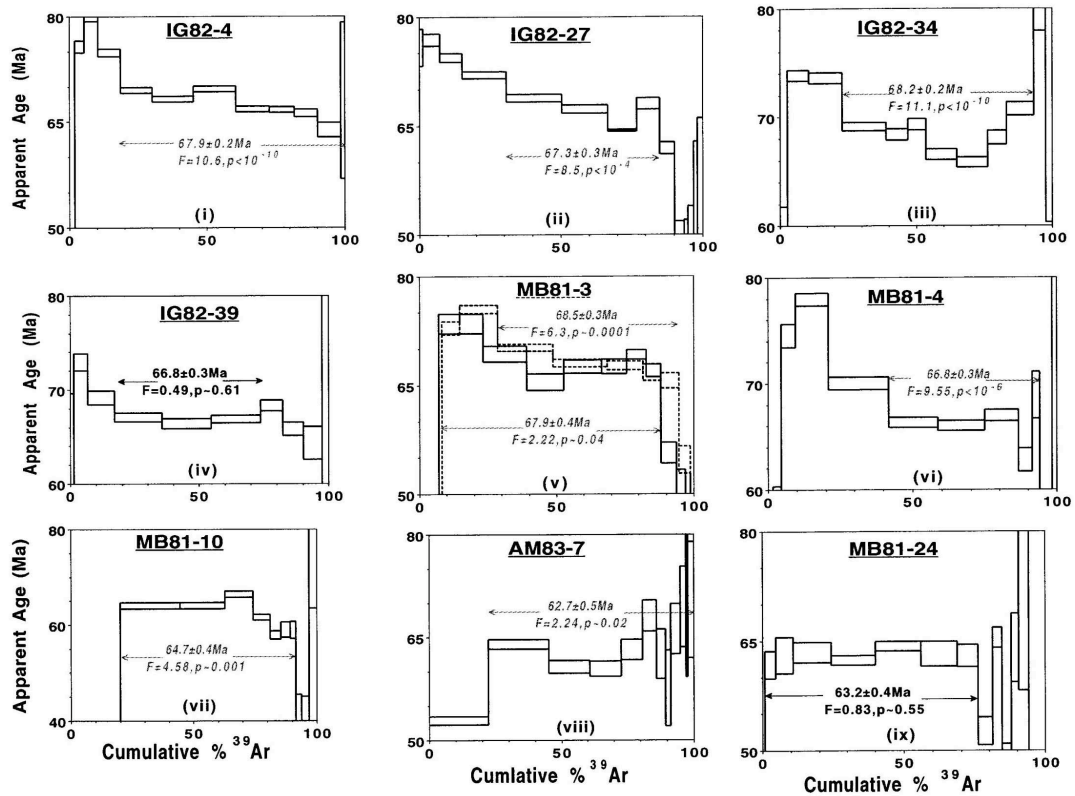 IG82-4
IG82-27
IG82-34
Apparent Age (Ma)
80
65
50
0
50
100
67.9±0.2Ma
F=10.6,p<10⁻¹⁰
(i)
80
65
50
0
50
100
67.3±0.3Ma
F=8.5,p<10⁻⁴
(ii)
80
70
60
0
50
100
68.2±0.2Ma
F=11.1,p<10⁻¹⁰
(iii)
IG82-39
MB81-3
MB81-4
Apparent Age (Ma)
80
70
60
0
50
100
66.8±0.3Ma
F=0.49,p~0.61
(iv)
80
65
50
0
50
100
68.5±0.3Ma
F=6.3,p~0.0001
67.9±0.4Ma
F=2.22,p~0.04
(v)
80
70
60
0
50
100
66.8±0.3Ma
F=9.55,p<10⁻⁶
(vi)
MB81-10
AM83-7
MB81-24
Apparent Age (Ma)
80
60
40
0
50
100
64.7±0.4Ma
F=4.58,p~0.001
(vii)
Cumulative % ³⁹Ar
80
65
50
0
50
100
62.7±0.5Ma
F=2.24,p~0.02
(viii)
Cumlative % ³⁹Ar
80
65
50
0
50
100
63.2±0.4Ma
F=0.83,p~0.55
(ix)
Cumulative % ³⁹Ar